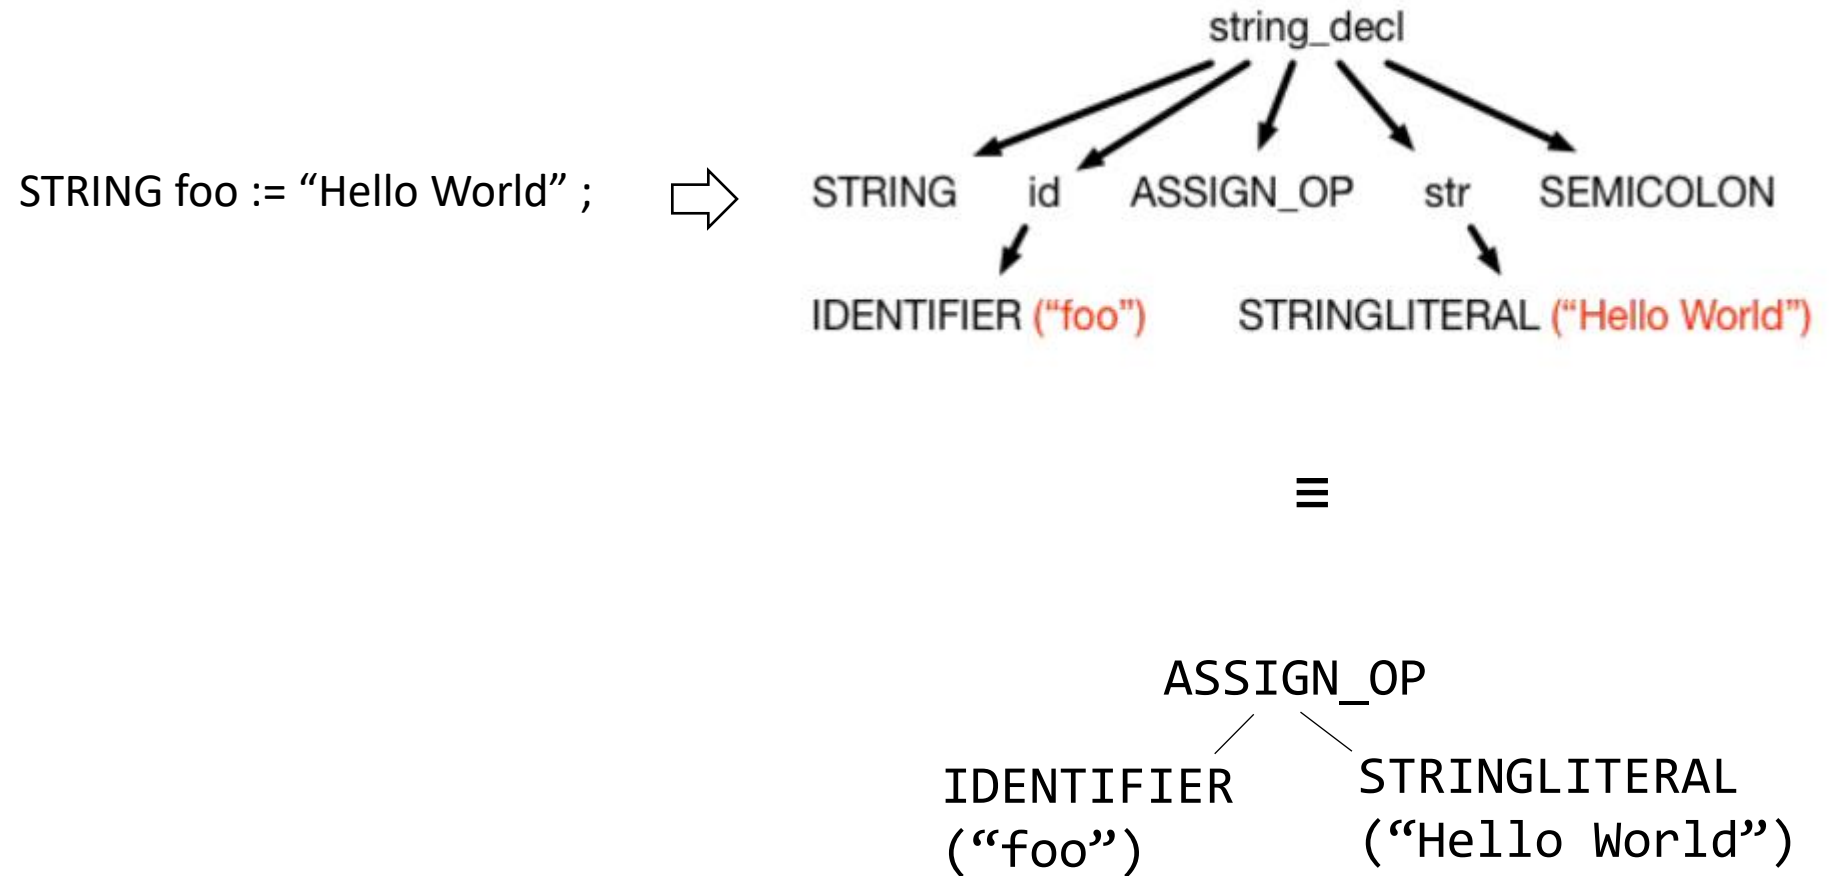 string_decl
STRING foo := “Hello World” ;
STRING id ASSIGN_OP str SEMICOLON
IDENTIFIER (“foo”) STRINGLITERAL (“Hello World”)
≡
ASSIGN_OP
IDENTIFIER
(“foo”)
STRINGLITERAL
(“Hello World”)